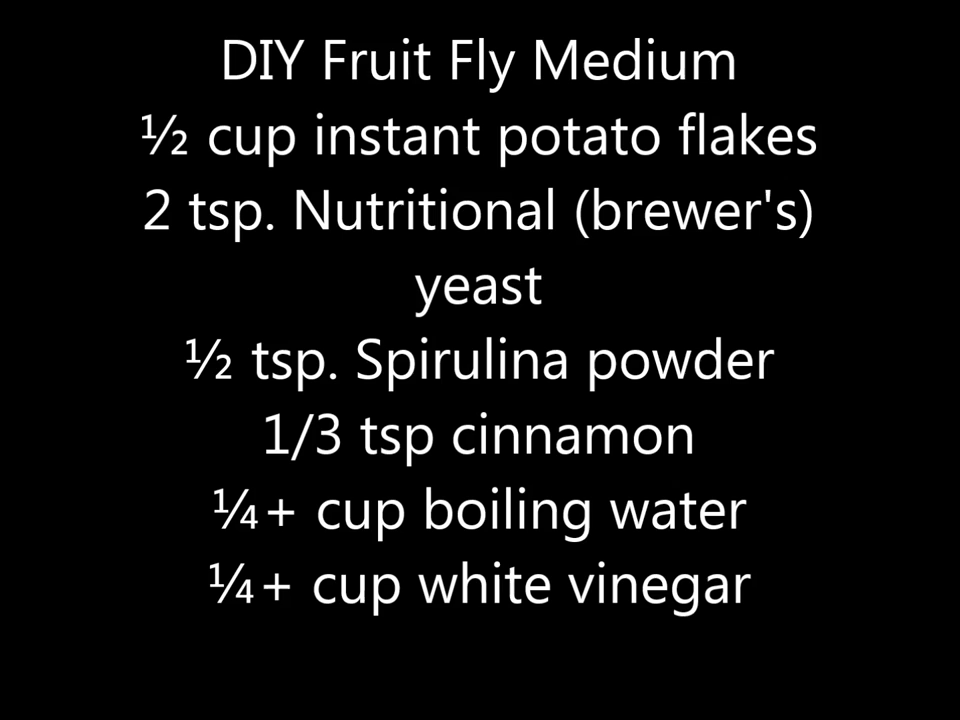 DIY Fruit Fly Medium
½ cup instant potato flakes
2 tsp. Nutritional (brewer's)
yeast
½ tsp. Spirulina powder
1/3 tsp cinnamon
¼+ cup boiling water
¼+ cup white vinegar